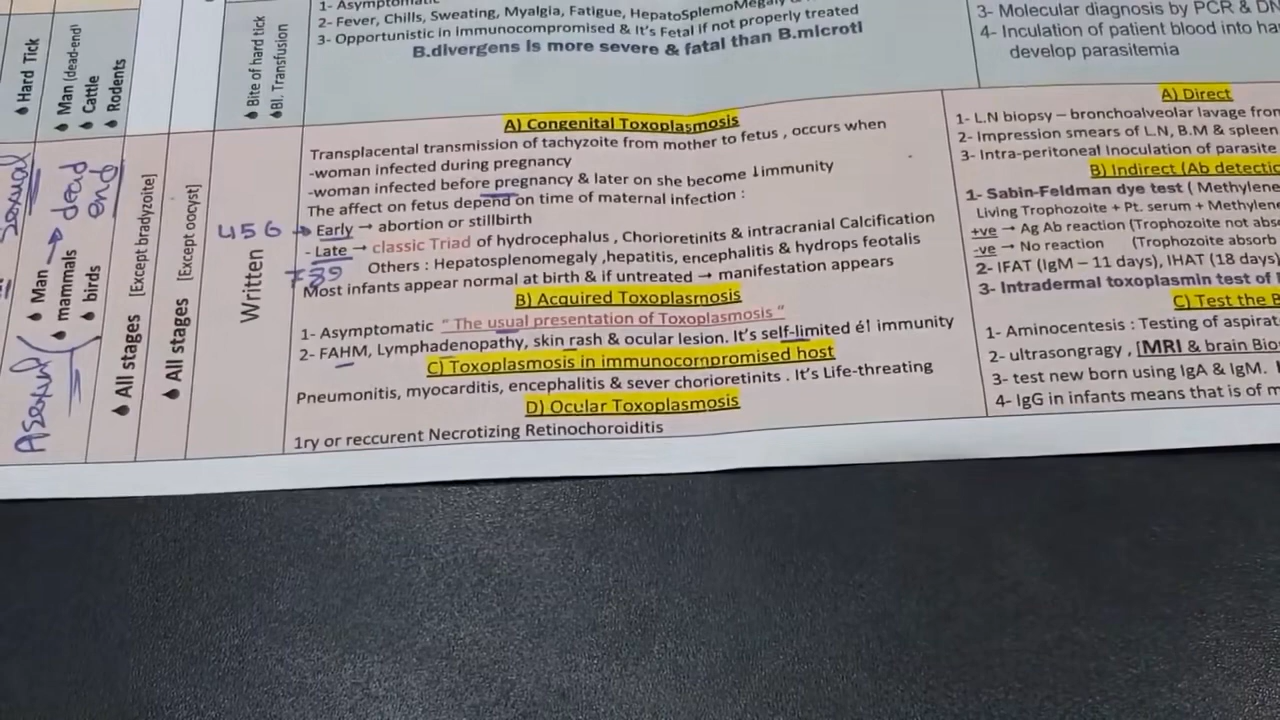 Hard Tick
Man (dead-end)
Cattle
Rodents
Bite of hard tick
Bl. Transfusion
1- Asymptomatic
2- Fever, Chills, Sweating, Myalgia, Fatigue, HepatoSplemoMegaly
3- Opportunistic in immunocompromised & It's Fetal if not properly treated
B.divergens is more severe & fatal than B.microti
3- Molecular diagnosis by PCR &
4- Inculation of patient blood into
develop parasitemia
Sexual
Asexual
Man → dead end
mammals
birds
All stages [Except bradyzoite]
All stages [Except oocyst]
Written
A) Congenital Toxoplasmosis
Transplacental transmission of tachyzoite from mother to fetus , occurs when
-woman infected during pregnancy
-woman infected before pregnancy & later on she become ↓immunity
The affect on fetus depend on time of maternal infection :
456 → Early → abortion or stillbirth
- Late → classic Triad of hydrocephalus , Chorioretinits & intracranial Calcification
Others : Hepatosplenomegaly ,hepatitis, encephalitis & hydrops feotalis
Most infants appear normal at birth & if untreated → manifestation appears
B) Acquired Toxoplasmosis
1- Asymptomatic " The usual presentation of Toxoplasmosis "
2- FAHM, Lymphadenopathy, skin rash & ocular lesion. It's self-limited é↑ immunity
C) Toxoplasmosis in immunocompromised host
Pneumonitis, myocarditis, encephalitis & sever chorioretinits . It's Life-threating
D) Ocular Toxoplasmosis
1ry or reccurent Necrotizing Retinochoroiditis
A) Direct
1- L.N biopsy – bronchoalveolar lavage from
2- Impression smears of L.N, B.M & spleen
3- Intra-peritoneal Inoculation of parasite
B) Indirect (Ab
1- Sabin-Feldman dye test ( Methylene
Living Trophozoite + Pt. serum + Methylene
+ve → Ag Ab reaction (Trophozoite not
-ve → No reaction (Trophozoite absorb
2- IFAT (IgM – 11 days), IHAT (18 days)
3- Intradermal toxoplasmin test of
C) Test the
1- Aminocentesis : Testing of
2- ultrasongragy , [MRI & brain
3- test new born using IgA & IgM.
4- IgG in infants means that is of